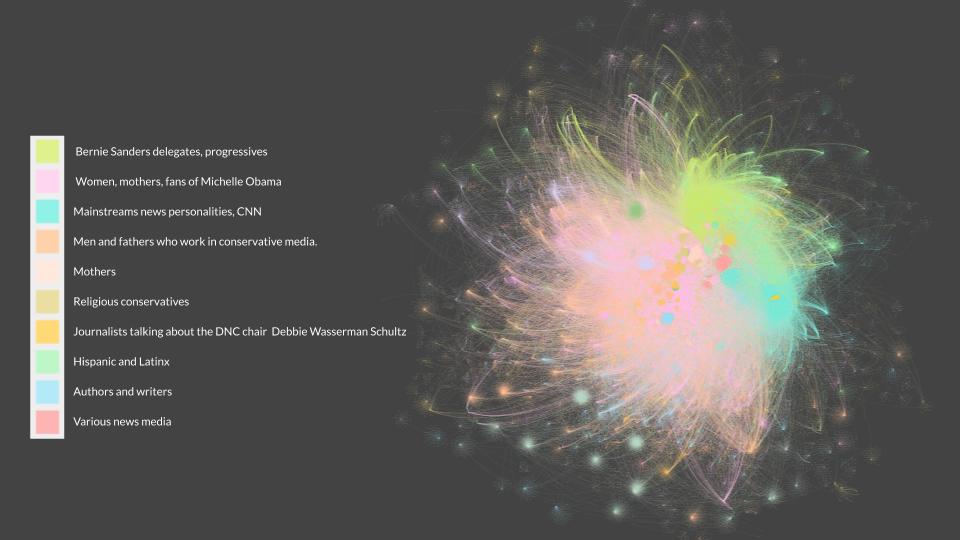 Bernie Sanders delegates, progressives
Women, mothers, fans of Michelle Obama
Mainstreams news personalities, CNN
Men and fathers who work in conservative media.
Mothers
Religious conservatives
Journalists talking about the DNC chair  Debbie Wasserman Schultz
Hispanic and Latinx
Authors and writers
Various news media